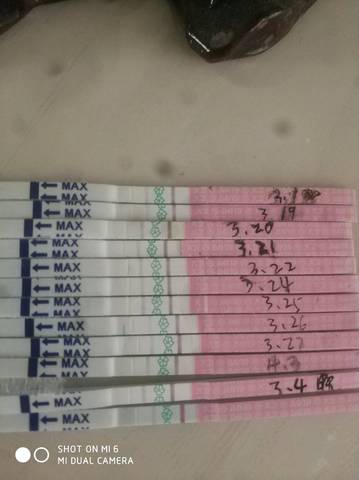 MAX 3.1
MAX 3 19
MAX 3.20
MAX 3.21
MAX 3.22
MAX 3.24
MAX 3.25
MAX 3.26
MAX 3.27
MAX 4.3
MAX 3.4
MAX
SHOT ON MI 6
MI DUAL CAMERA